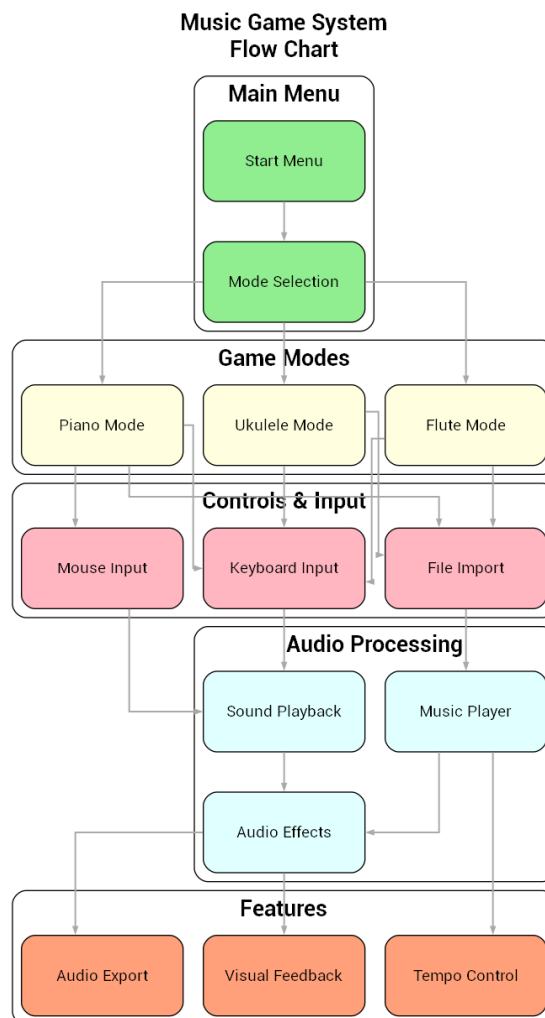 Music Game System
Flow Chart
Main Menu
Start Menu
Mode Selection
Game Modes
Piano Mode
Ukulele Mode
Flute Mode
Controls & Input
Mouse Input
Keyboard Input
File Import
Audio Processing
Sound Playback
Music Player
Audio Effects
Features
Audio Export
Visual Feedback
Tempo Control